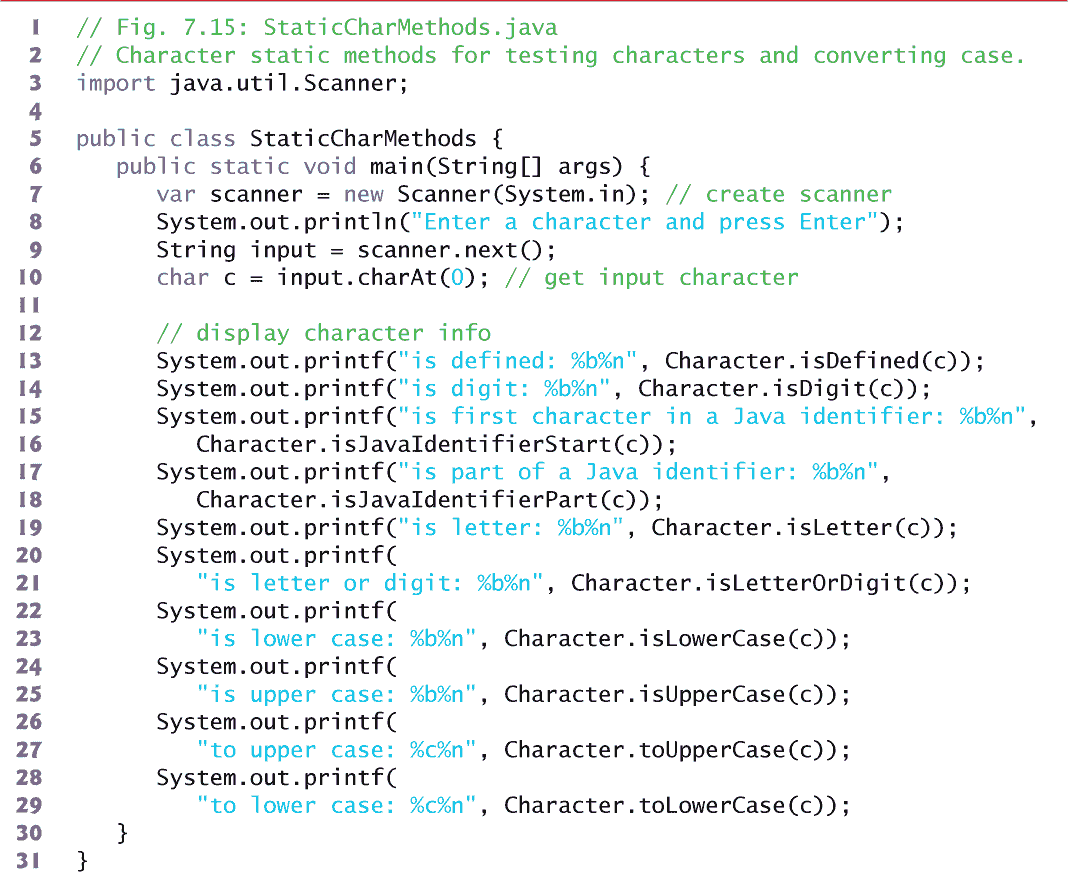 1 // Fig. 7.15: StaticCharMethods.java
2 // Character static methods for testing characters and converting case.
3 import java.util.Scanner;
4
5 public class StaticCharMethods {
6    public static void main(String[] args) {
7       var scanner = new Scanner(System.in); // create scanner
8       System.out.println("Enter a character and press Enter");
9       String input = scanner.next();
10       char c = input.charAt(0); // get input character
11
12       // display character info
13       System.out.printf("is defined: %b%n", Character.isDefined(c));
14       System.out.printf("is digit: %b%n", Character.isDigit(c));
15       System.out.printf("is first character in a Java identifier: %b%n",
16          Character.isJavaIdentifierStart(c));
17       System.out.printf("is part of a Java identifier: %b%n",
18          Character.isJavaIdentifierPart(c));
19       System.out.printf("is letter: %b%n", Character.isLetter(c));
20       System.out.printf(
21          "is letter or digit: %b%n", Character.isLetterOrDigit(c));
22       System.out.printf(
23          "is lower case: %b%n", Character.isLowerCase(c));
24       System.out.printf(
25          "is upper case: %b%n", Character.isUpperCase(c));
26       System.out.printf(
27          "to upper case: %c%n", Character.toUpperCase(c));
28       System.out.printf(
29          "to lower case: %c%n", Character.toLowerCase(c));
30    }
31 }